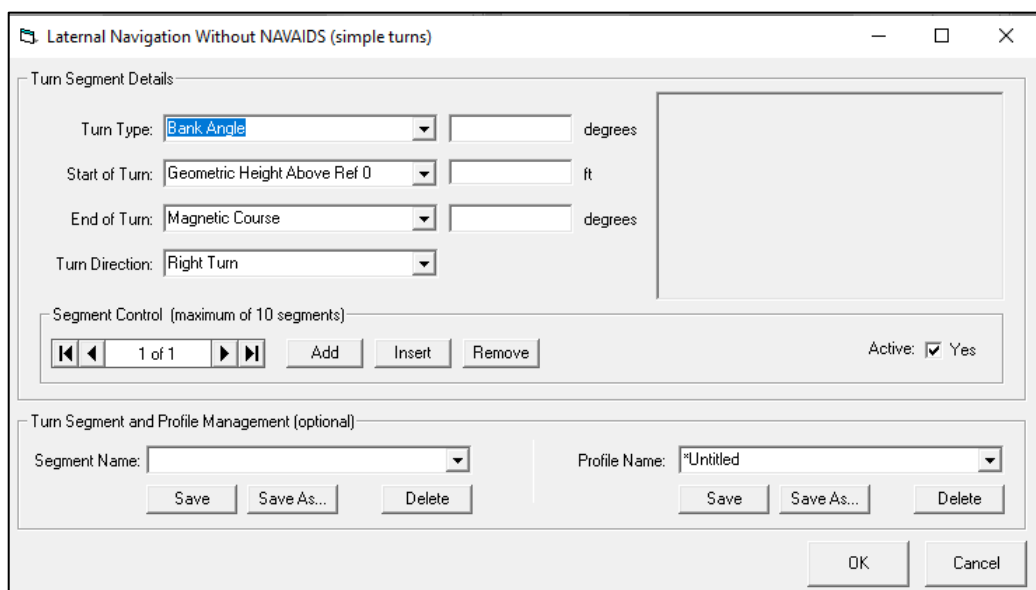 Laternal Navigation Without NAVAIDS (simple turns)
Turn Segment Details
Turn Type: Bank Angle degrees
Start of Turn: Geometric Height Above Ref 0 ft
End of Turn: Magnetic Course degrees
Turn Direction: Right Turn
Segment Control (maximum of 10 segments)
1 of 1 Add Insert Remove Active: Yes
Turn Segment and Profile Management (optional)
Segment Name: Profile Name: *Untitled
Save Save As... Delete Save Save As... Delete
OK Cancel